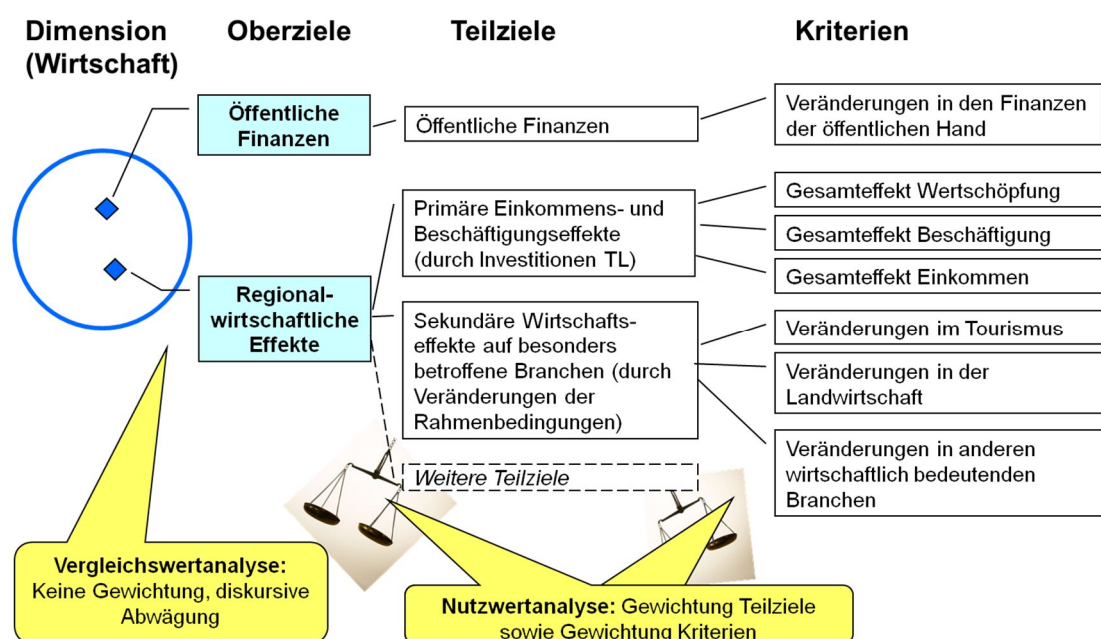 Dimension
(Wirtschaft)
Oberziele
Teilziele
Kriterien
Öffentliche
Finanzen
Öffentliche Finanzen
Veränderungen in den Finanzen
der öffentlichen Hand
Regional-
wirtschaftliche
Effekte
Primäre Einkommens- und
Beschäftigungseffekte
(durch Investitionen TL)
Gesamteffekt Wertschöpfung
Gesamteffekt Beschäftigung
Gesamteffekt Einkommen
Sekundäre Wirtschafts-
effekte auf besonders
betroffene Branchen (durch
Veränderungen der
Rahmenbedingungen)
Veränderungen im Tourismus
Veränderungen in der
Landwirtschaft
Veränderungen in anderen
wirtschaftlich bedeutenden
Branchen
Weitere Teilziele
Vergleichswertanalyse:
Keine Gewichtung, diskursive
Abwägung
Nutzwertanalyse: Gewichtung Teilziele
sowie Gewichtung Kriterien